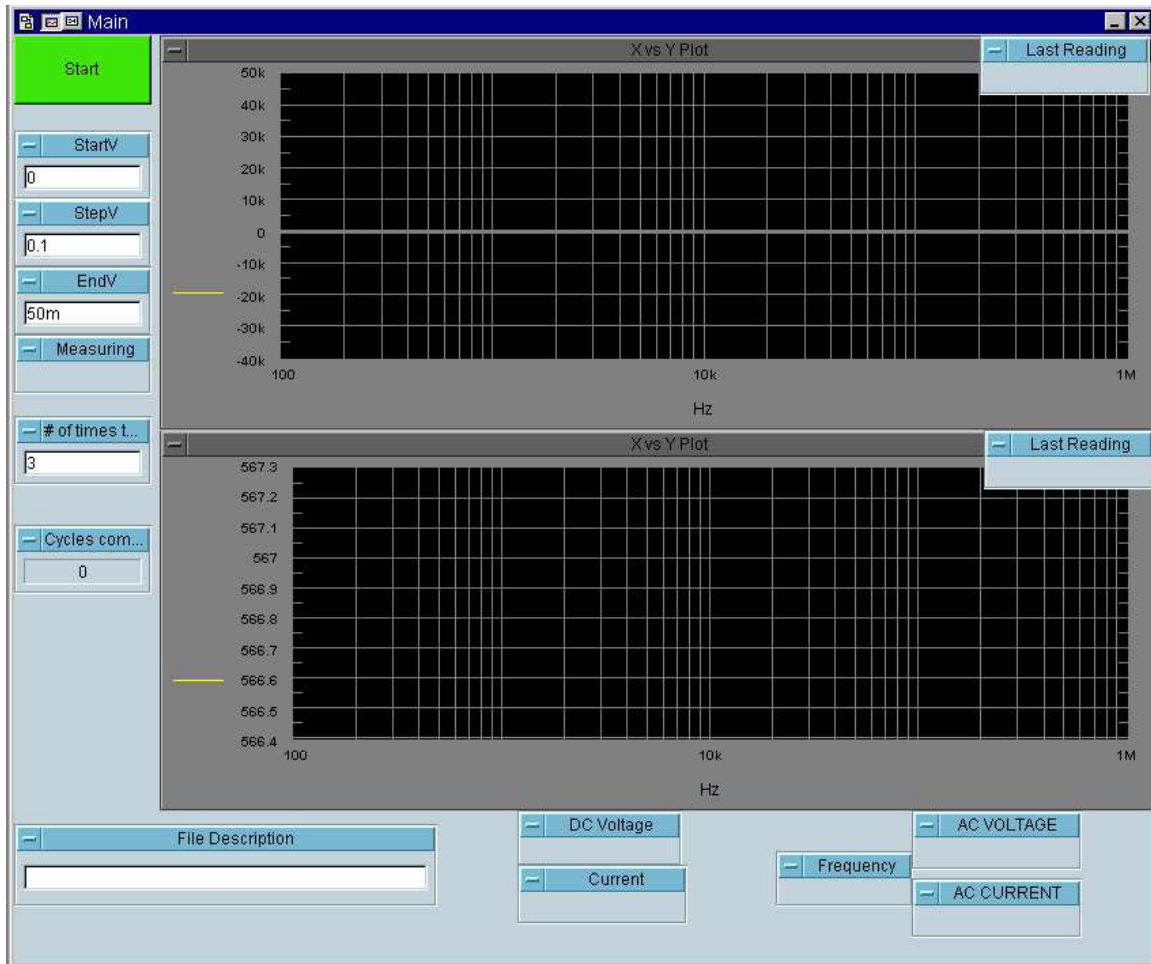 Main
Start
X vs Y Plot
Last Reading
50k
40k
30k
20k
10k
0
-10k
-20k
-30k
-40k
100
10k
1M
Hz
StartV
0
StepV
0.1
EndV
50m
Measuring
# of times t...
3
Cycles com...
0
X vs Y Plot
Last Reading
567.3
567.2
567.1
567
566.9
566.8
566.7
566.6
566.5
566.4
100
10k
1M
Hz
File Description
DC Voltage
Current
Frequency
AC VOLTAGE
AC CURRENT